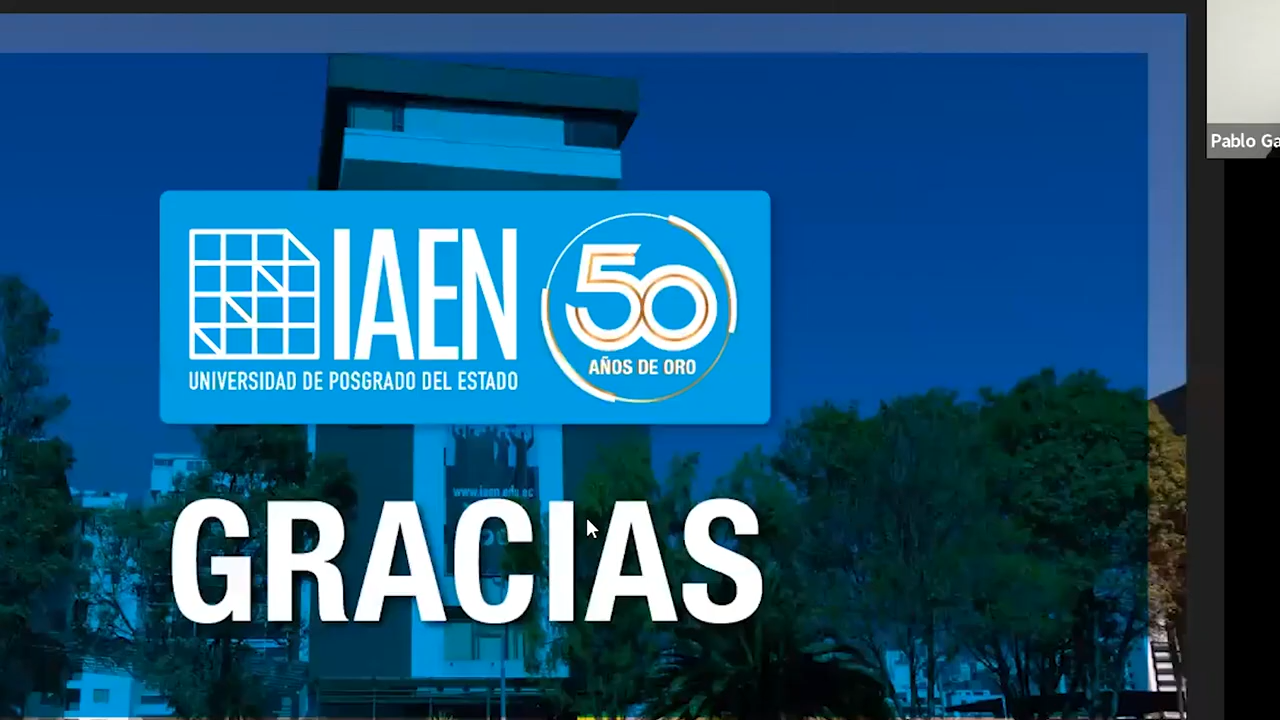 IAEN
UNIVERSIDAD DE POSGRADO DEL ESTADO
50
AÑOS DE ORO
www.iaen.edu.ec
GRACIAS
Pablo Ga